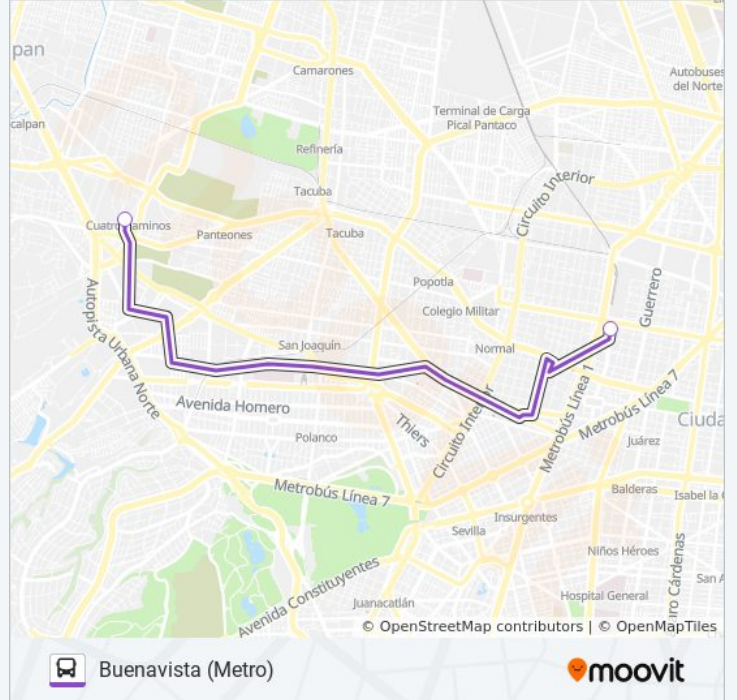 pan
Camarones
Autobuses
del Norte
Terminal de Carga
Pical Pantaco
calpan
Refinería
Circuito Interior
Tacuba
Cuatro Caminos
Panteones
Tacuba
Popotla
Guerrero
Colegio Militar
Autopista Urbana Norte
San Joaquín
Normal
Metrobús Línea 1
Metrobús Línea 7
Avenida Homero
Circuito Interior
Thiers
Ciuda
Polanco
Juárez
Metrobús Línea 7
Balderas
Isabel la
Insurgentes
Sevilla
Niños Héroes
ro Cárdenas
San A
Avenida Constituyentes
Hospital General
Juanacatlán
© OpenStreetMap contributors | © OpenMapTiles
Buenavista (Metro)
moovit